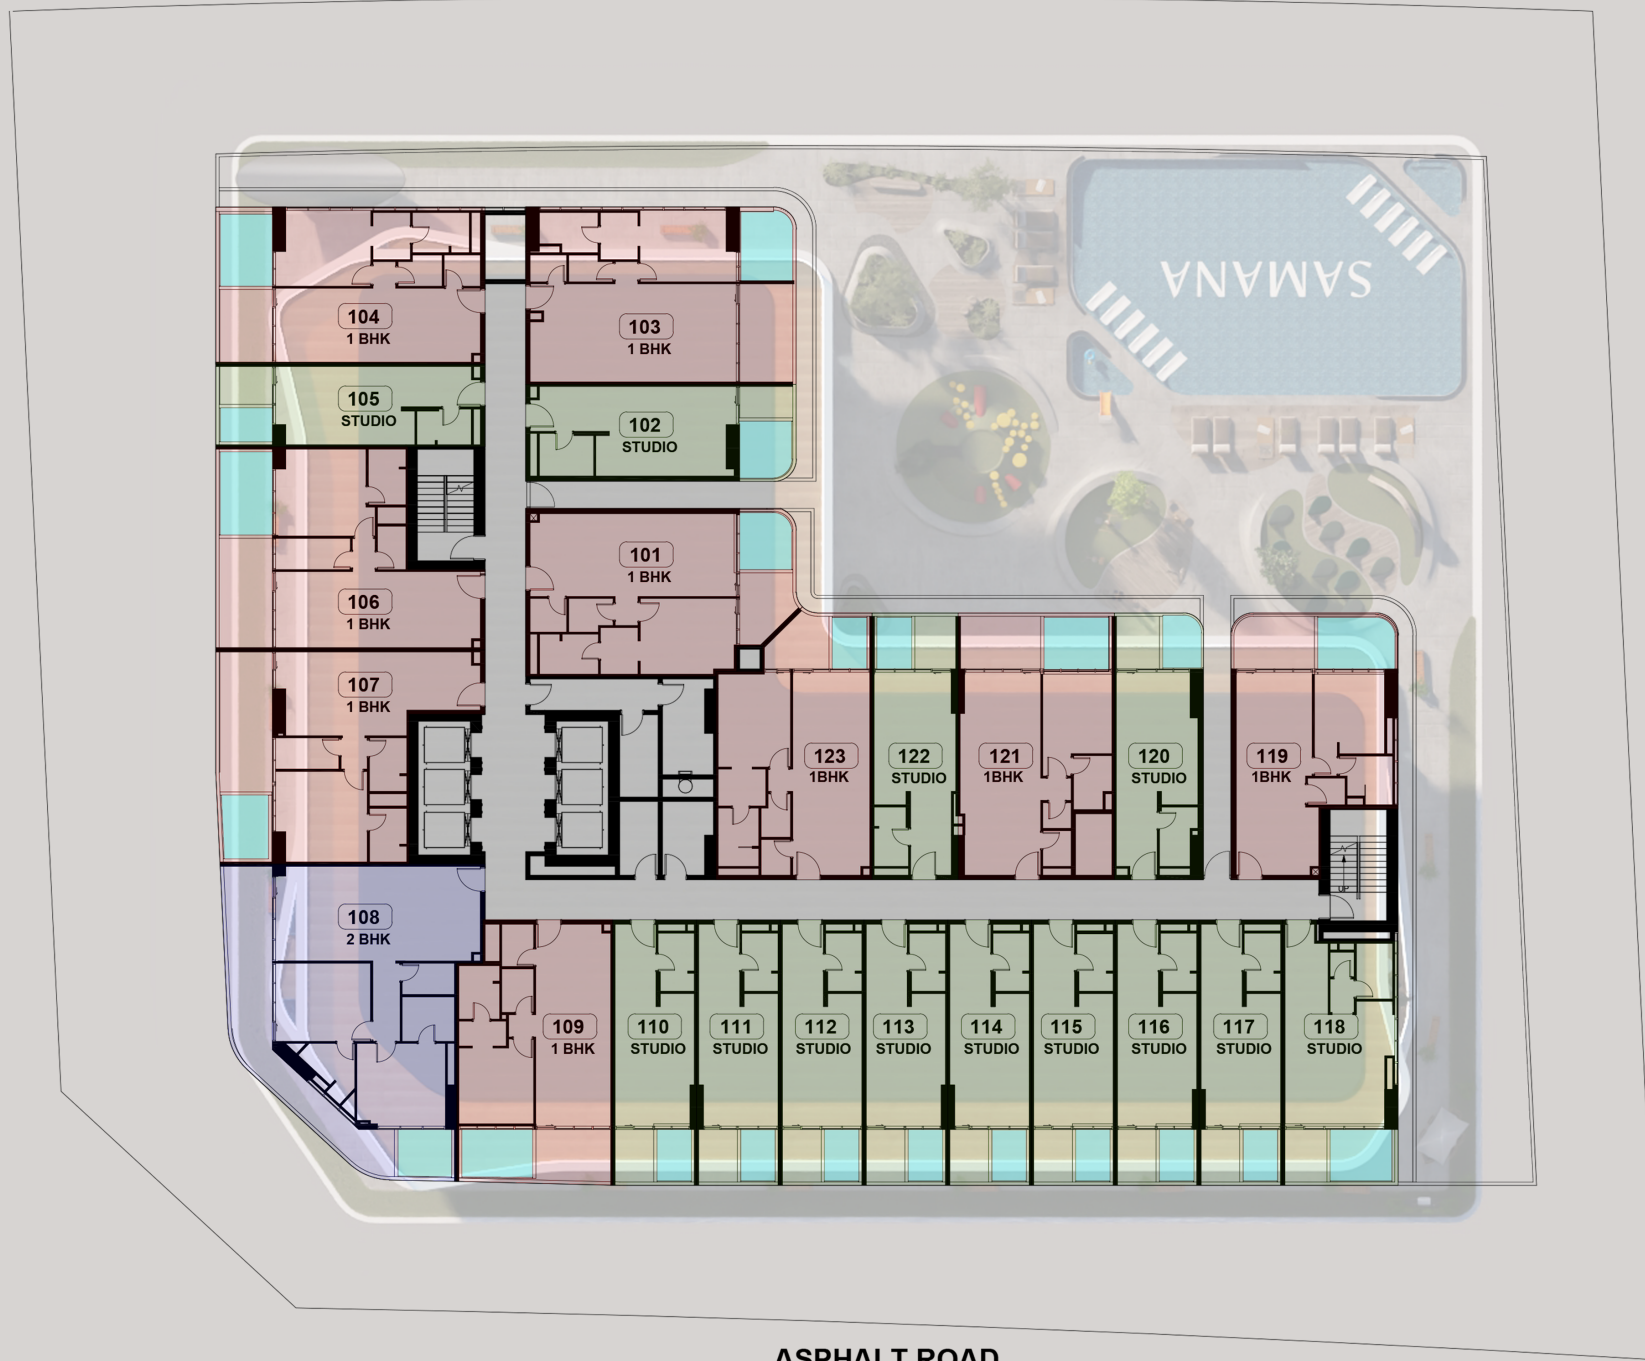 SAMANA
104
1 BHK
103
1 BHK
105
STUDIO
102
STUDIO
101
1 BHK
106
1 BHK
107
1 BHK
123
1BHK
122
STUDIO
121
1BHK
120
STUDIO
119
1BHK
UP
108
2 BHK
109
1 BHK
110
STUDIO
111
STUDIO
112
STUDIO
113
STUDIO
114
STUDIO
115
STUDIO
116
STUDIO
117
STUDIO
118
STUDIO
ASPHALT ROAD